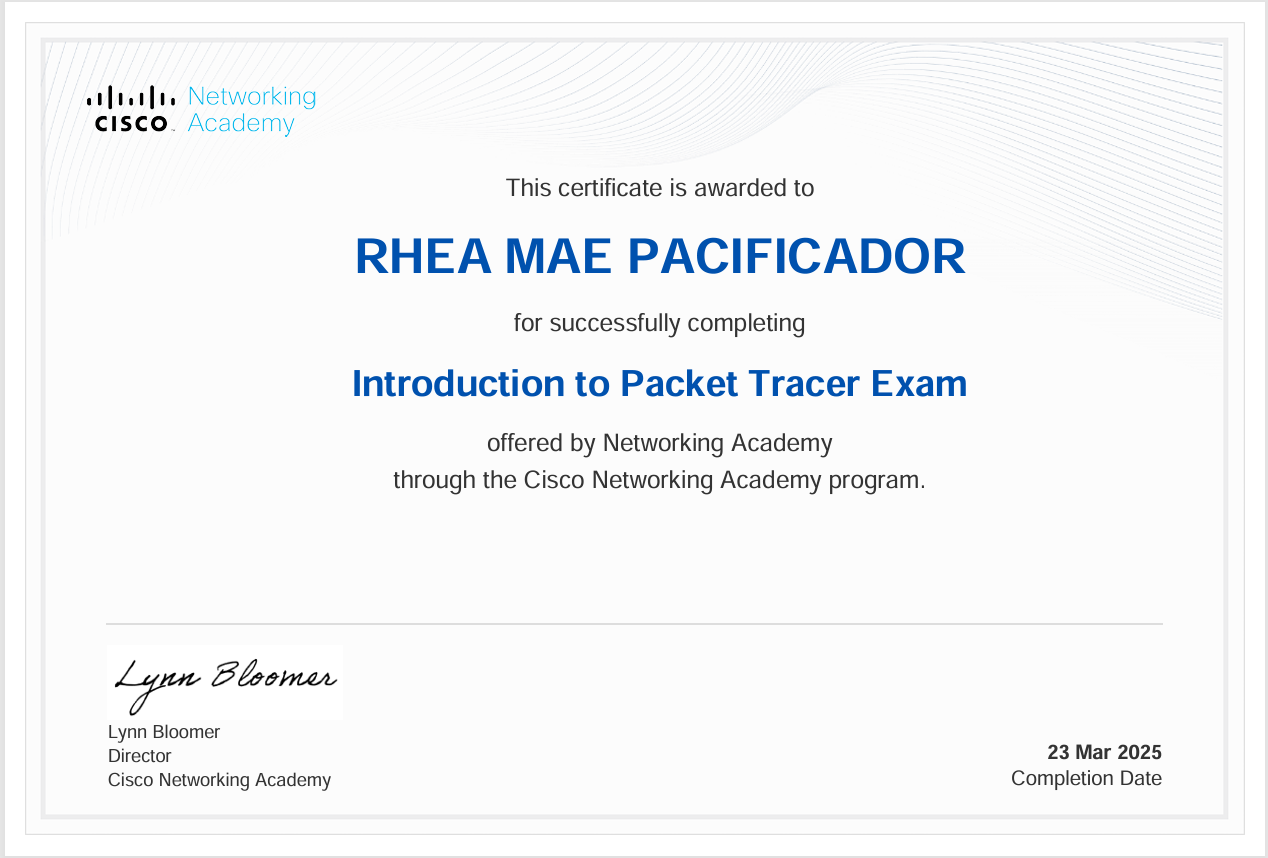 Networking
CISCO Academy
This certificate is awarded to
RHEA MAE PACIFICADOR
for successfully completing
Introduction to Packet Tracer Exam
offered by Networking Academy
through the Cisco Networking Academy program.
Lynn Bloomer
Lynn Bloomer
Director
Cisco Networking Academy
23 Mar 2025
Completion Date